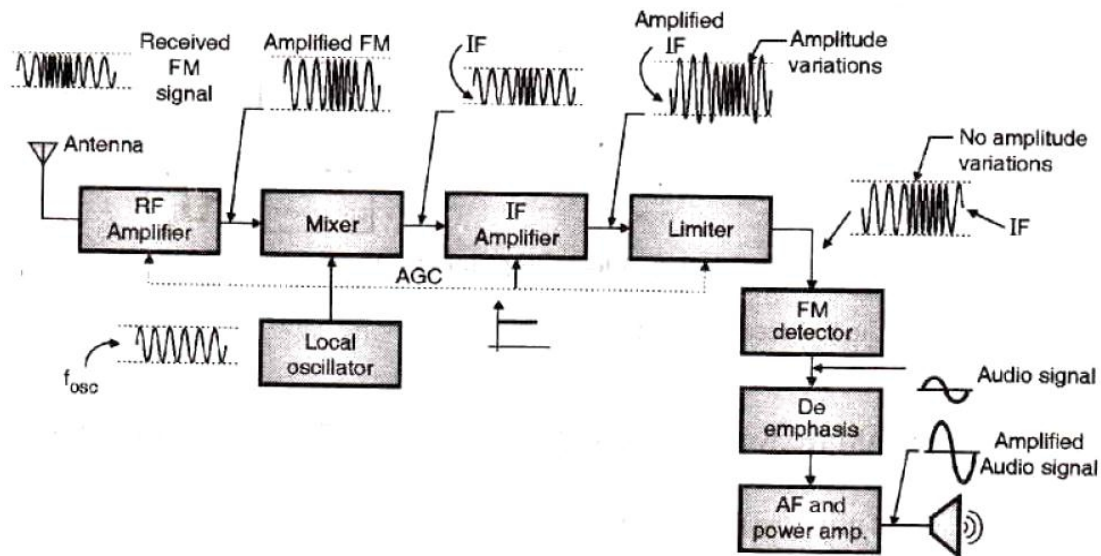 Received
FM
signal
Amplified FM
IF
Amplified
IF
Amplitude
variations
No amplitude
variations
IF
Antenna
RF
Amplifier
Mixer
IF
Amplifier
Limiter
AGC
Local
oscillator
fosc
FM
detector
Audio signal
De
emphasis
Amplified
Audio signal
AF and
power amp.